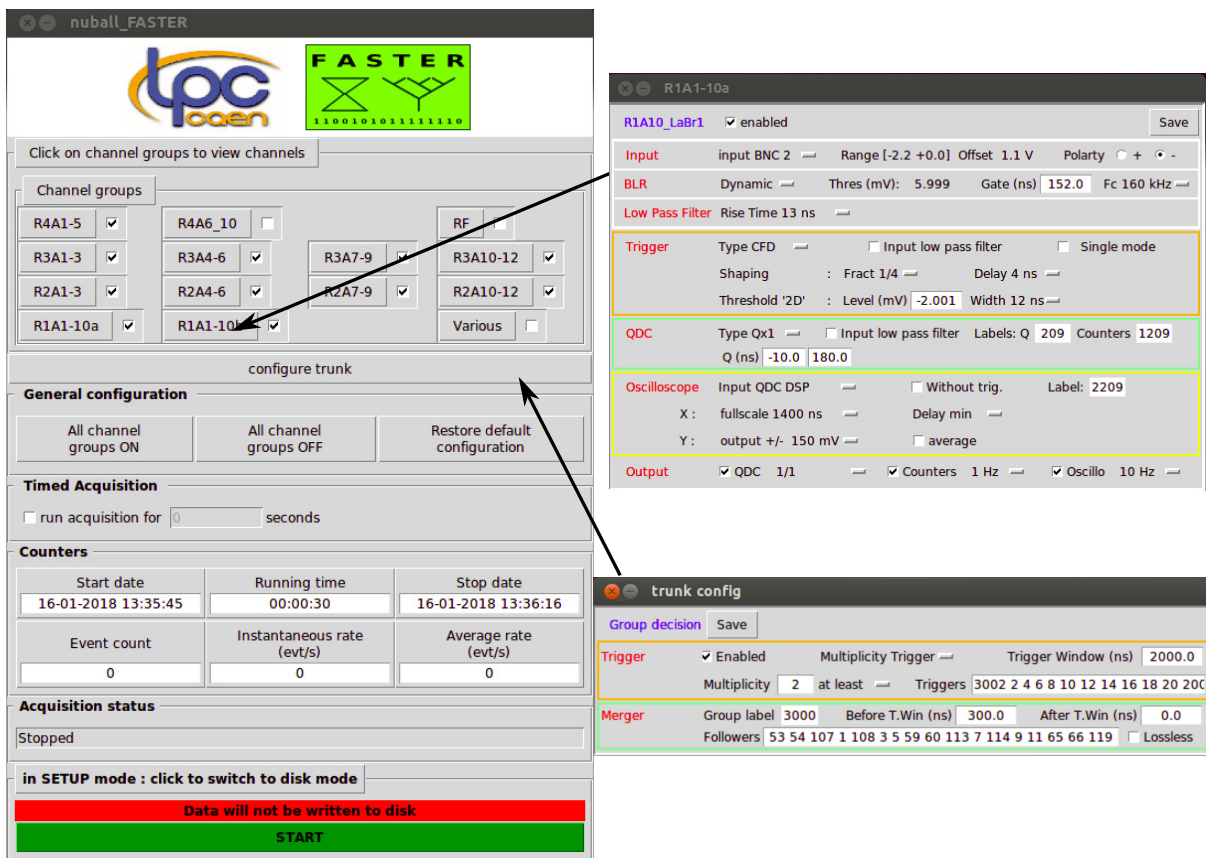 nuball_FASTER
lpc
caen
FASTER
1100101011111110
Click on channel groups to view channels
Channel groups
R4A1-5 R4A6_10 RF
R3A1-3 R3A4-6 R3A7-9 R3A10-12
R2A1-3 R2A4-6 R2A7-9 R2A10-12
R1A1-10a R1A1-10b Various
configure trunk
General configuration
All channel groups ON
All channel groups OFF
Restore default configuration
Timed Acquisition
run acquisition for 0 seconds
Counters
Start date Running time Stop date
16-01-2018 13:35:45 00:00:30 16-01-2018 13:36:16
Event count
Instantaneous rate (evt/s)
Average rate (evt/s)
0 0 0
Acquisition status
Stopped
in SETUP mode : click to switch to disk mode
Data will not be written to disk
START
R1A1-10a
R1A10_LaBr1 enabled Save
Input input BNC 2 Range [-2.2 +0.0] Offset 1.1 V Polarty + -
BLR Dynamic Thres (mV): 5.999 Gate (ns) 152.0 Fc 160 kHz
Low Pass Filter Rise Time 13 ns
Trigger Type CFD Input low pass filter Single mode
Shaping : Fract 1/4 Delay 4 ns
Threshold '2D' : Level (mV) -2.001 Width 12 ns
QDC Type Qx1 Input low pass filter Labels: Q 209 Counters 1209
Q (ns) -10.0 180.0
Oscilloscope Input QDC DSP Without trig. Label: 2209
X : fullscale 1400 ns Delay min
Y : output +/- 150 mV average
Output QDC 1/1 Counters 1 Hz Oscillo 10 Hz
trunk config
Group decision Save
Trigger Enabled Multiplicity Trigger Trigger Window (ns) 2000.0
Multiplicity 2 at least Triggers 3002 2 4 6 8 10 12 14 16 18 20 200
Merger Group label 3000 Before T.Win (ns) 300.0 After T.Win (ns) 0.0
Followers 53 54 107 1 108 3 5 59 60 113 7 114 9 11 65 66 119 Lossless